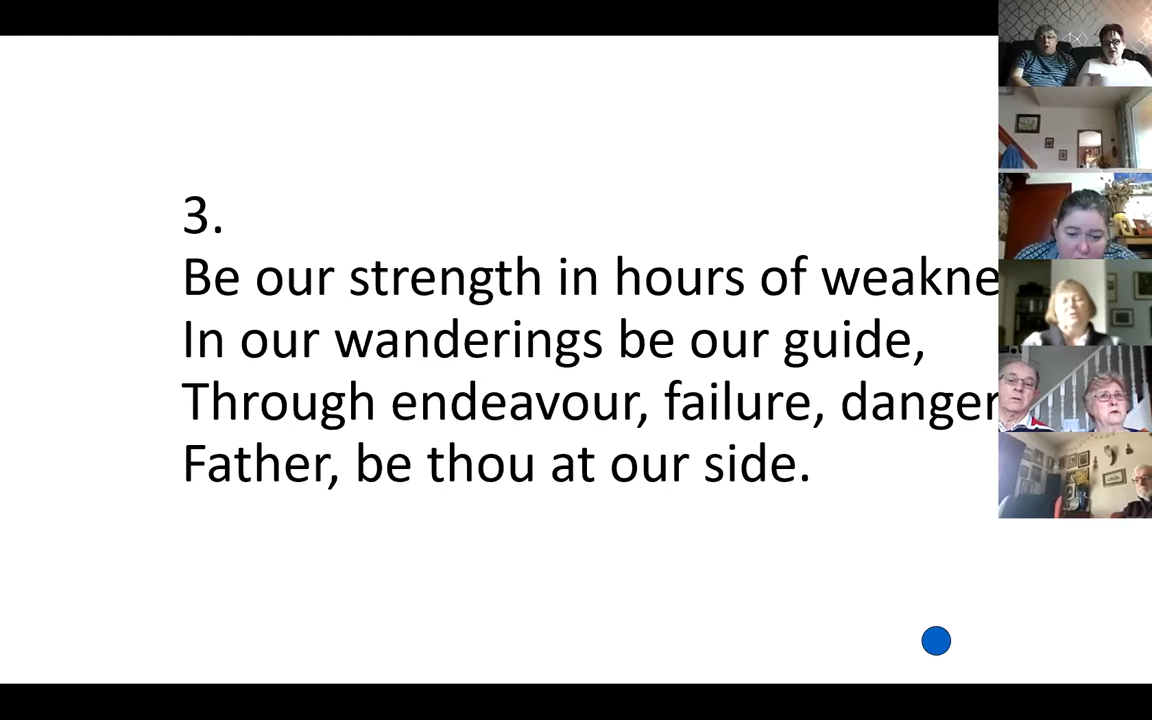 3.
Be our strength in hours of weakne
In our wanderings be our guide,
Through endeavour, failure, danger
Father, be thou at our side.